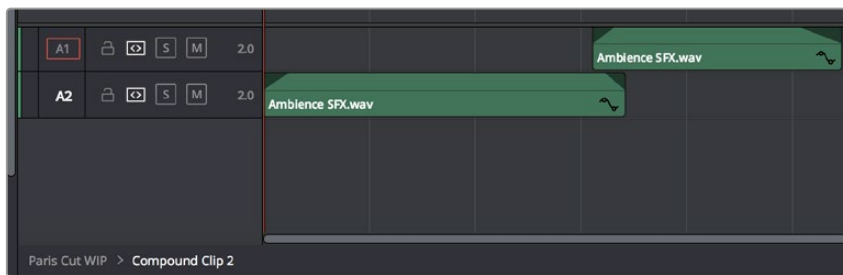 A1 S M 2.0 Ambience SFX.wav
A2 S M 2.0 Ambience SFX.wav
Paris Cut WIP > Compound Clip 2